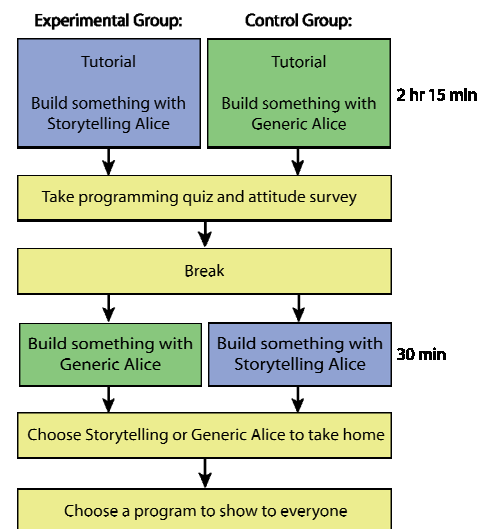 Experimental Group:
Control Group:
Tutorial
Build something with
Storytelling Alice
Tutorial
Build something with
Generic Alice
2 hr 15 min
Take programming quiz and attitude survey
Break
Build something with
Generic Alice
Build something with
Storytelling Alice
30 min
Choose Storytelling or Generic Alice to take home
Choose a program to show to everyone